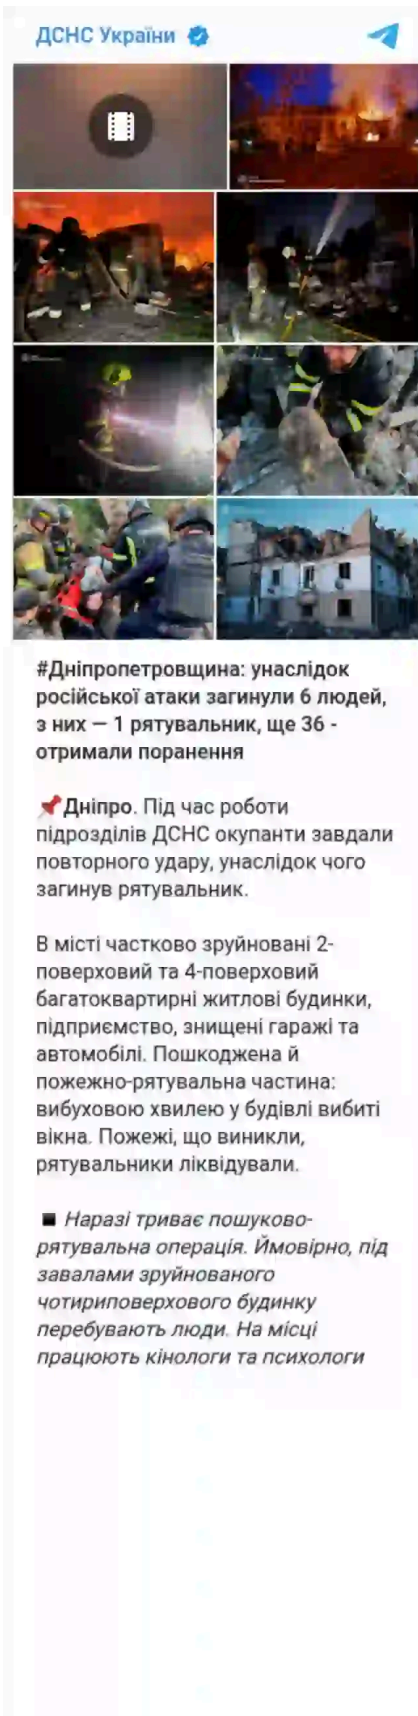 ДСНС України
#Дніпропетровщина: унаслідок
російської атаки загинули 6 людей,
з них — 1 рятувальник, ще 36 -
отримали поранення
📌Дніпро. Під час роботи
підрозділів ДСНС окупанти завдали
повторного удару, унаслідок чого
загинув рятувальник.
В місті частково зруйновані 2-
поверховий та 4-поверховий
багатоквартирні житлові будинки,
підприємство, знищені гаражі та
автомобілі. Пошкоджена й
пожежно-рятувальна частина:
вибуховою хвилею у будівлі вибиті
вікна. Пожежі, що виникли,
рятувальники ліквідували.
◾ Наразі триває пошуково-
рятувальна операція. Ймовірно, під
завалами зруйнованого
чотириповерхового будинку
перебувають люди. На місці
працюють кінологи та психологи